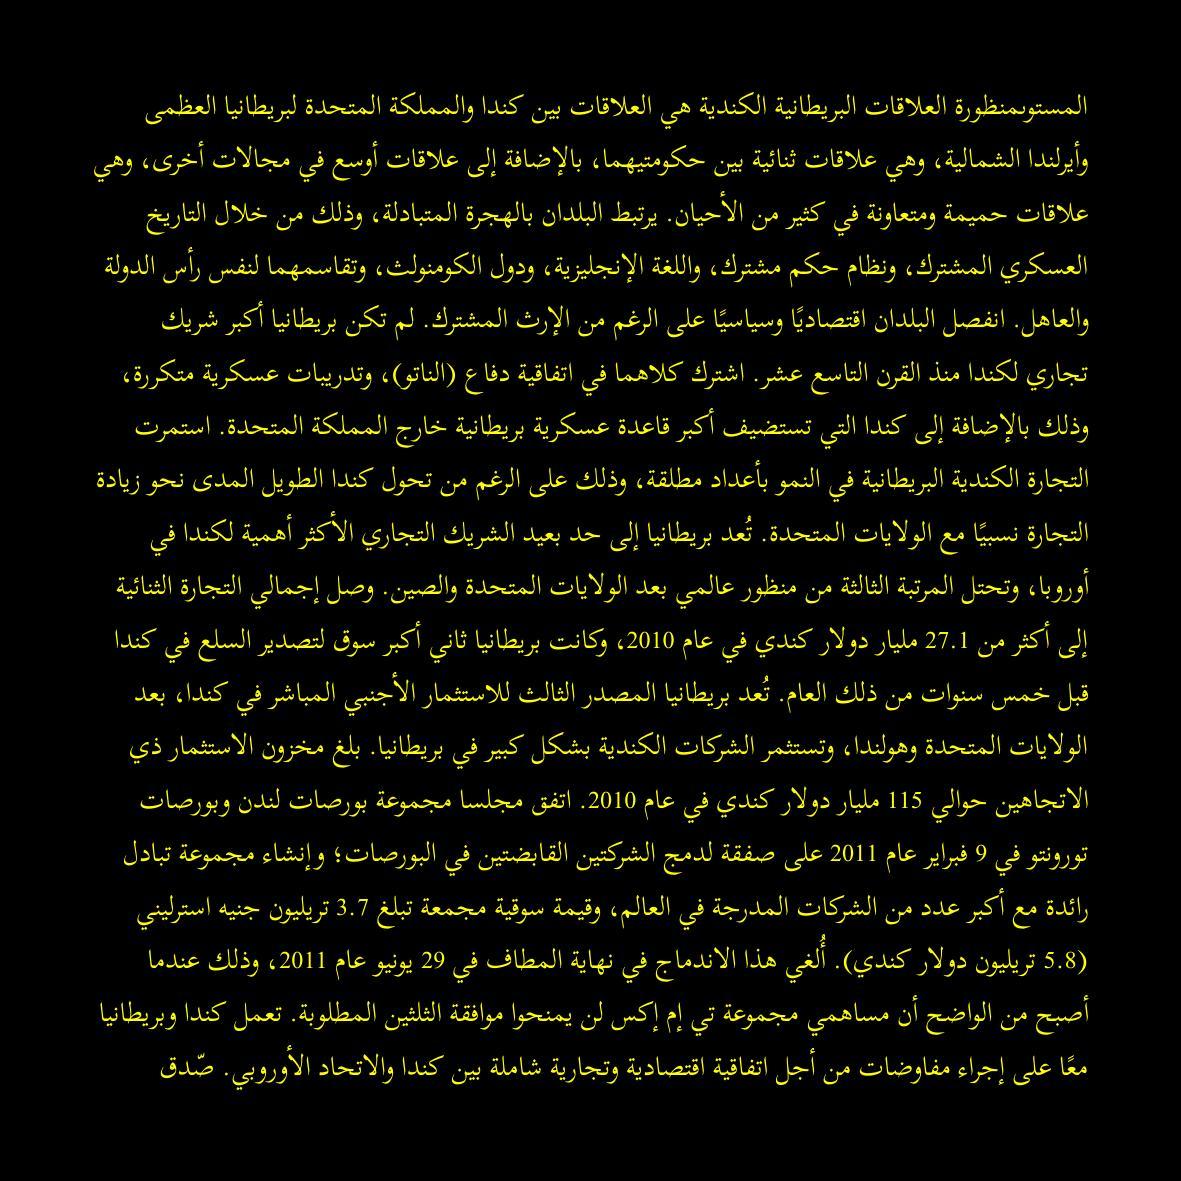 المستوىمنظورة العلاقات البريطانية الكندية هي العلاقات بين كندا والمملكة المتحدة لبريطانيا العظمى
وأيرلندا الشمالية، وهي علاقات ثنائية بين حكومتيهما، بالإضافة إلى علاقات أوسع في مجالات أخرى، وهي
علاقات حميمة ومتعاونة في كثير من الأحيان. يرتبط البلدان بالهجرة المتبادلة، وذلك من خلال التاريخ
العسكري المشترك، ونظام حكم مشترك، واللغة الإنجليزية، ودول الكومنولث، وتقاسمهما لنفس رأس الدولة
والعاهل. انفصل البلدان اقتصاديًا وسياسيًا على الرغم من الإرث المشترك. لم تكن بريطانيا أكبر شريك
تجاري لكندا منذ القرن التاسع عشر. اشترك كلاهما في اتفاقية دفاع (الناتو)، وتدريبات عسكرية متكررة،
وذلك بالإضافة إلى كندا التي تستضيف أكبر قاعدة عسكرية بريطانية خارج المملكة المتحدة. استمرت
التجارة الكندية البريطانية في النمو بأعداد مطلقة، وذلك على الرغم من تحول كندا الطويل المدى نحو زيادة
التجارة نسبيًا مع الولايات المتحدة. تُعد بريطانيا إلى حد بعيد الشريك التجاري الأكثر أهمية لكندا في
أوروبا، وتحتل المرتبة الثالثة من منظور عالمي بعد الولايات المتحدة والصين. وصل إجمالي التجارة الثنائية
إلى أكثر من 27.1 مليار دولار كندي في عام 2010، وكانت بريطانيا ثاني أكبر سوق لتصدير السلع في كندا
قبل خمس سنوات من ذلك العام. تُعد بريطانيا المصدر الثالث للاستثمار الأجنبي المباشر في كندا، بعد
الولايات المتحدة وهولندا، وتستثمر الشركات الكندية بشكل كبير في بريطانيا. بلغ مخزون الاستثمار ذي
الاتجاهين حوالي 115 مليار دولار كندي في عام 2010. اتفق مجلسا مجموعة بورصات لندن وبورصات
تورونتو في 9 فبراير عام 2011 على صفقة لدمج الشركتين القابضتين في البورصات؛ وإنشاء مجموعة تبادل
رائدة مع أكبر عدد من الشركات المدرجة في العالم، وقيمة سوقية مجمعة تبلغ 3.7 تريليون جنيه استرليني
(5.8 تريليون دولار كندي). أُلغي هذا الاندماج في نهاية المطاف في 29 يونيو عام 2011، وذلك عندما
أصبح من الواضح أن مساهمي مجموعة تي إم إكس لن يمنحوا موافقة الثلثين المطلوبة. تعمل كندا وبريطانيا
معًا على إجراء مفاوضات من أجل اتفاقية اقتصادية وتجارية شاملة بين كندا والاتحاد الأوروبي. صّدق